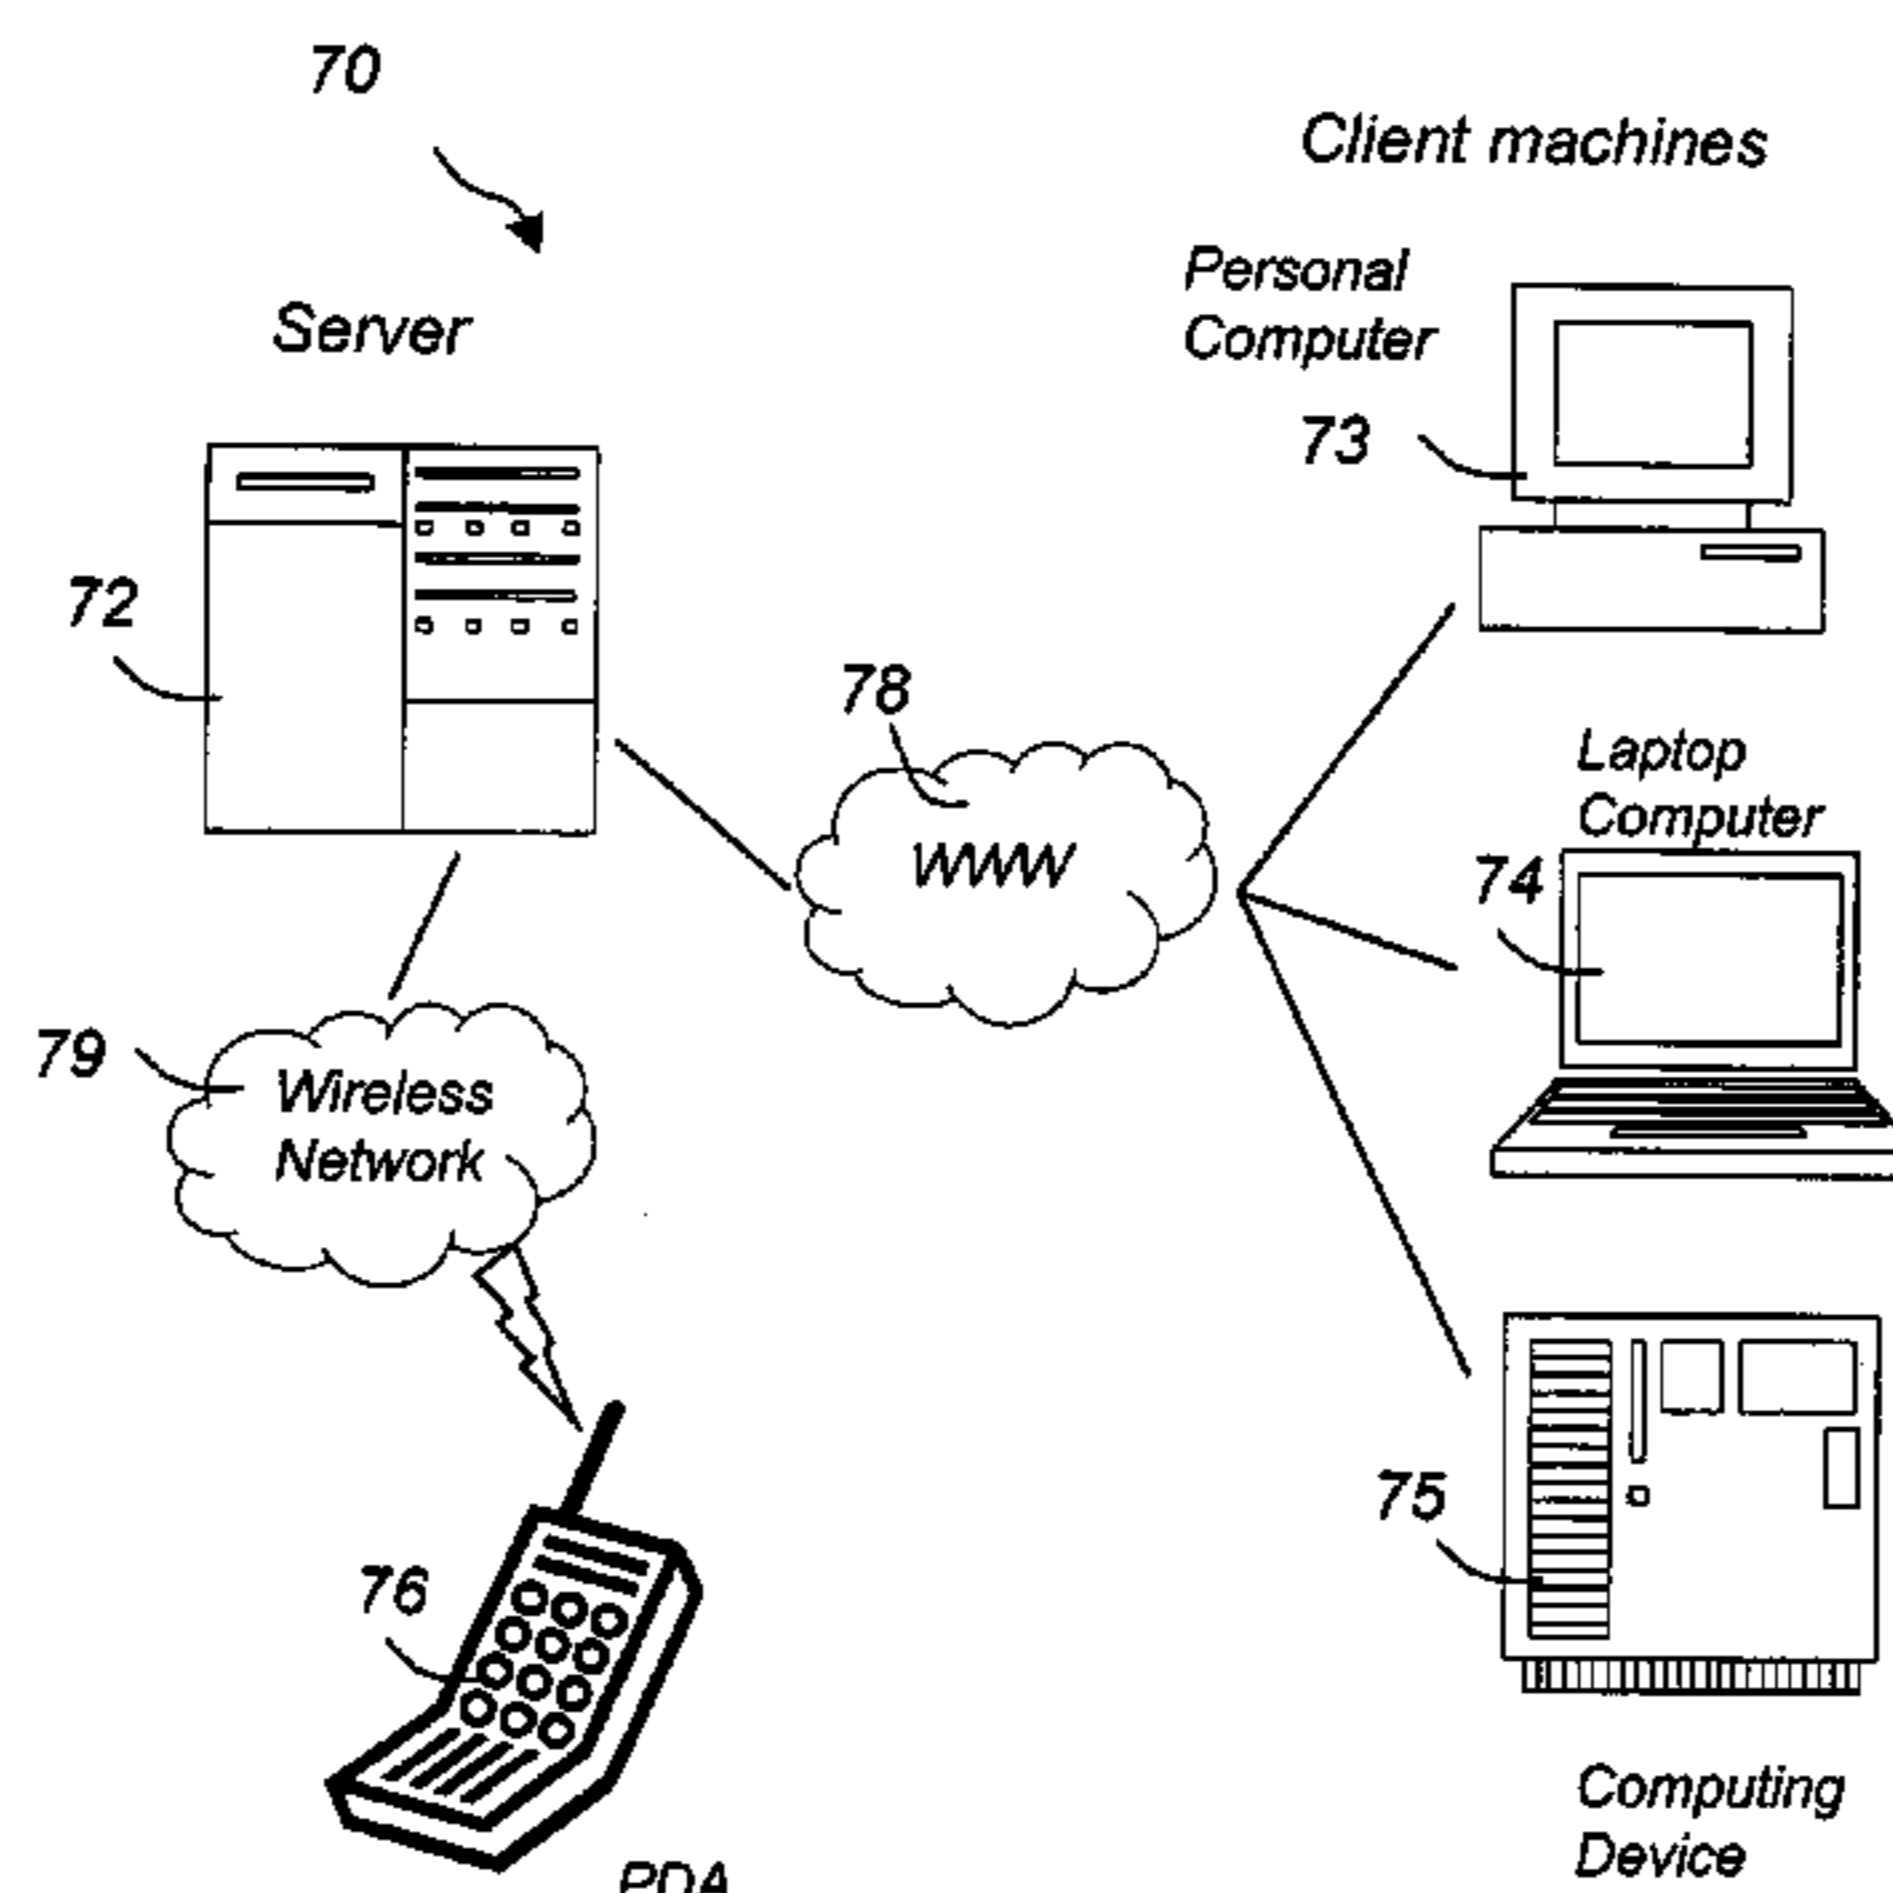 70
Client machines
Personal
Computer
Server
73
72
78
Laptop
Computer
WWW
74
79
Wireless
Network
75
76
Computing
Device
PDA